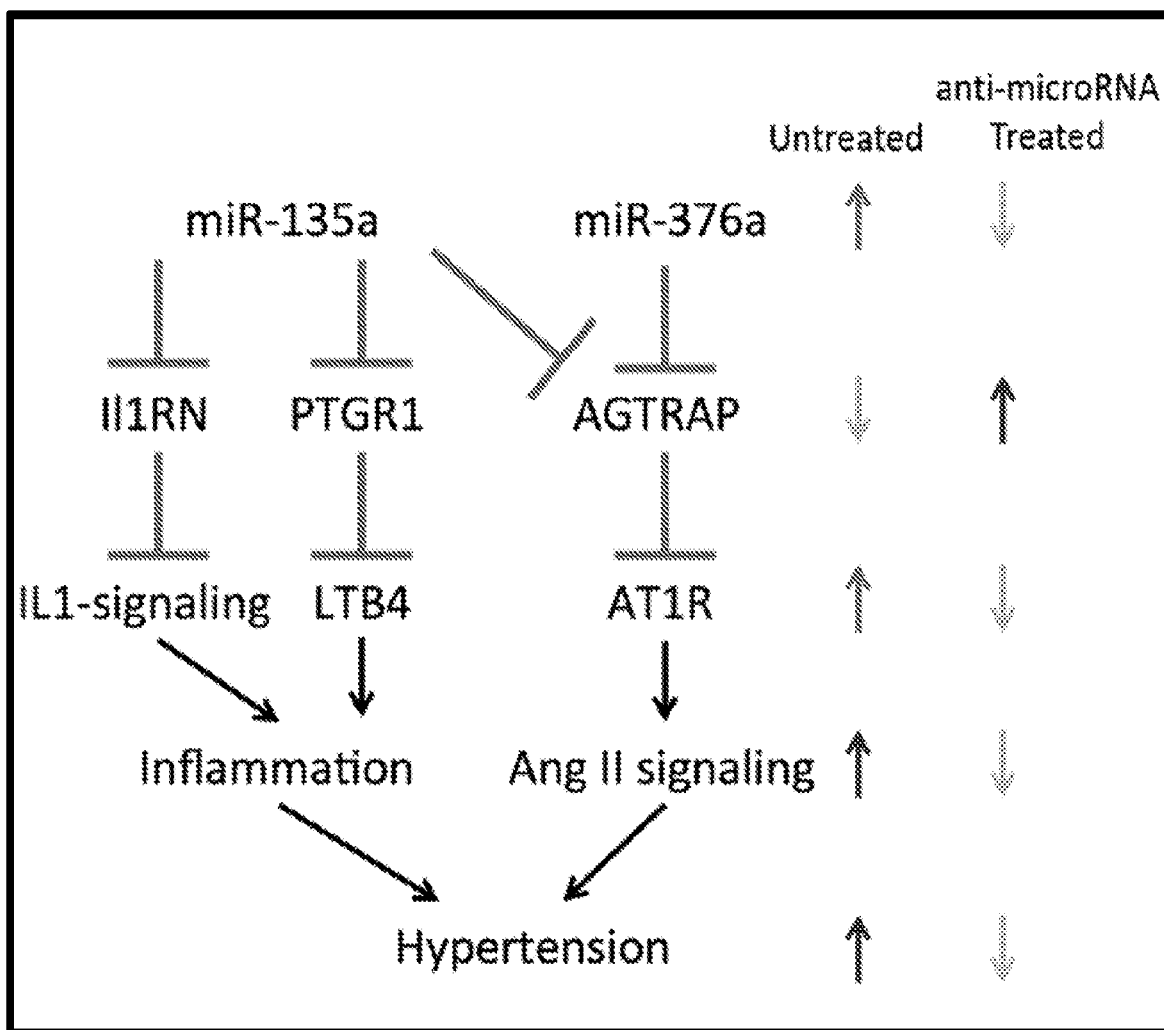 anti-microRNA
Untreated Treated
miR-135a miR-376a
Il1RN PTGR1 AGTRAP
IL1-signaling LTB4 AT1R
Inflammation Ang II signaling
Hypertension